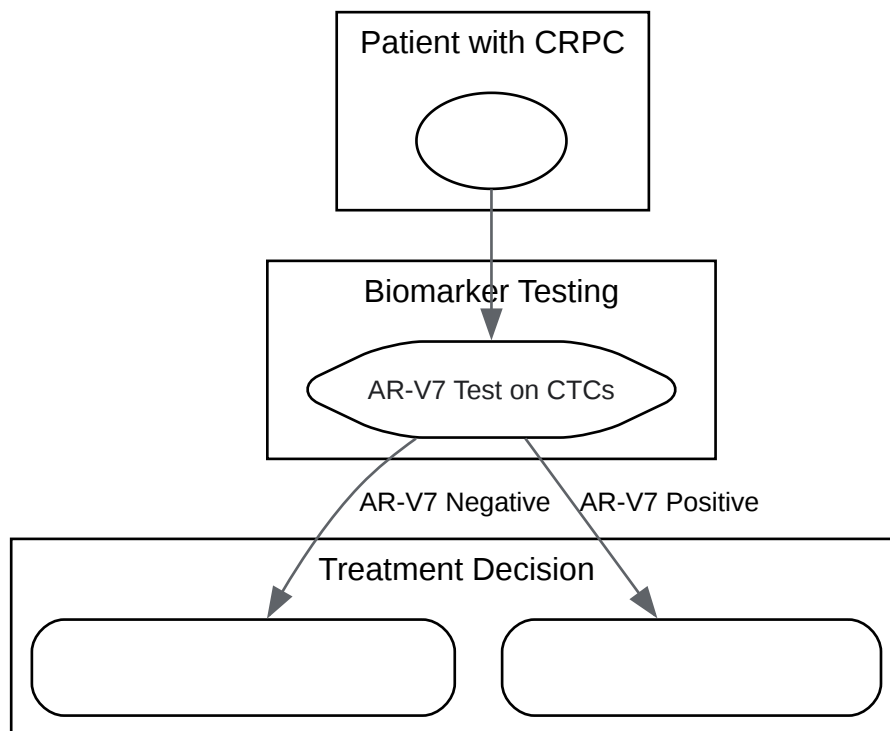 Patient with CRPC
Biomarker Testing
AR-V7 Test on CTCs
AR-V7 Negative
AR-V7 Positive
Treatment Decision